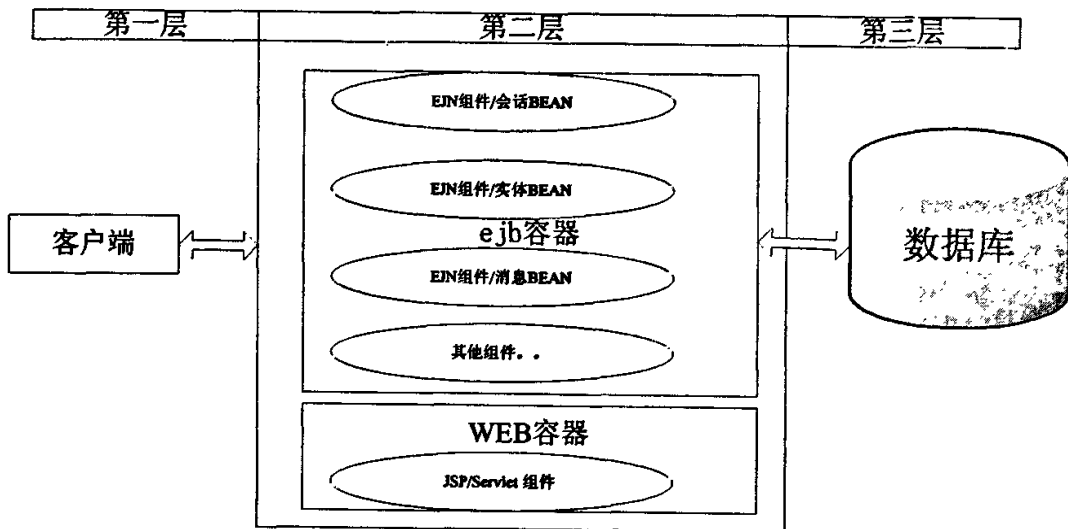 第一层
第二层
第三层
EJN组件/会话BEAN
EJN组件/实体BEAN
ejb容器
客户端
数据库
EJN组件/消息BEAN
其他组件。。
WEB容器
JSP/Servlet 组件